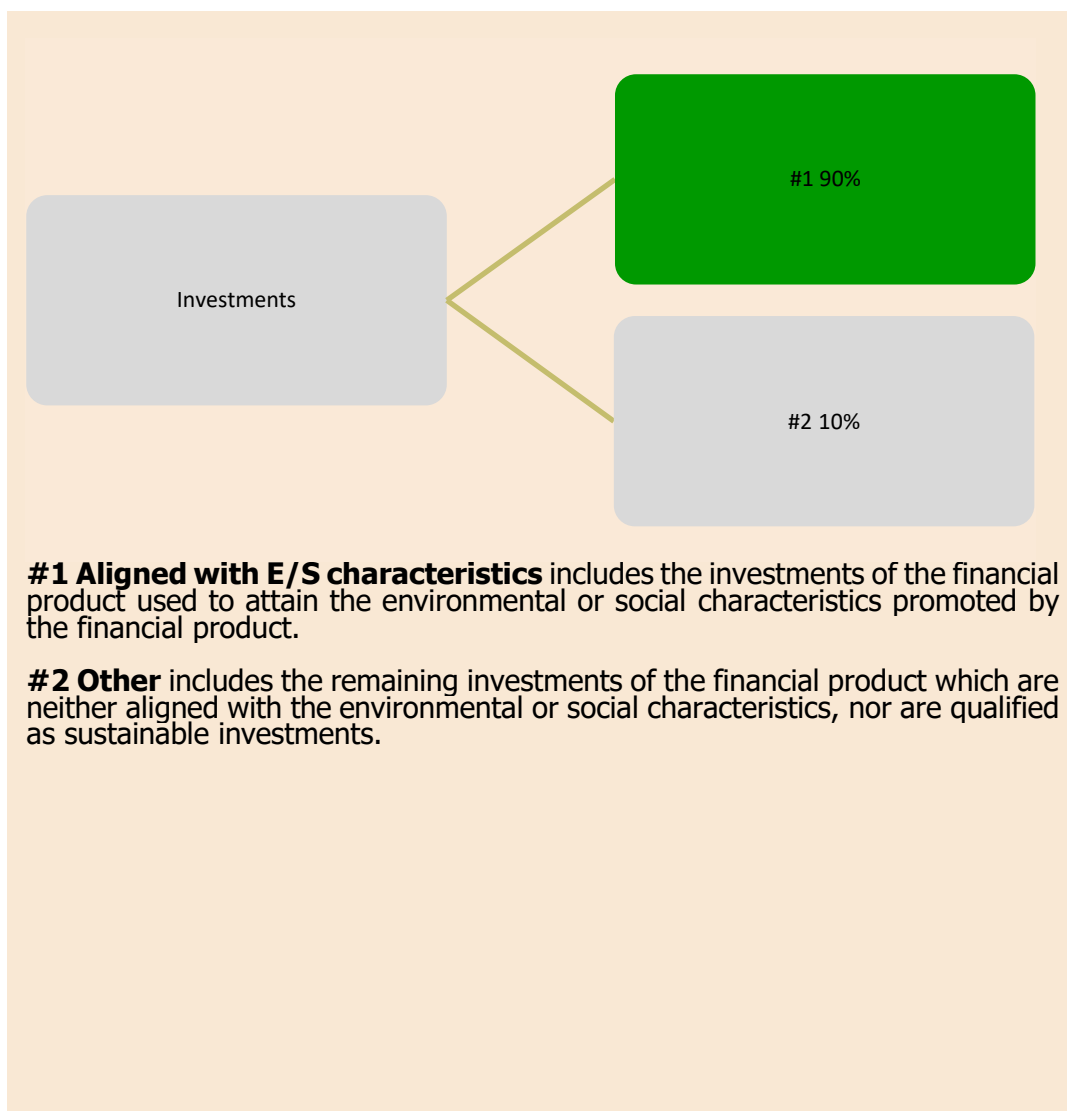 #1 90%
Investments
#2 10%
#1 Aligned with E/S characteristics includes the investments of the financial
product used to attain the environmental or social characteristics promoted by
the financial product.
#2 Other includes the remaining investments of the financial product which are
neither aligned with the environmental or social characteristics, nor are qualified
as sustainable investments.